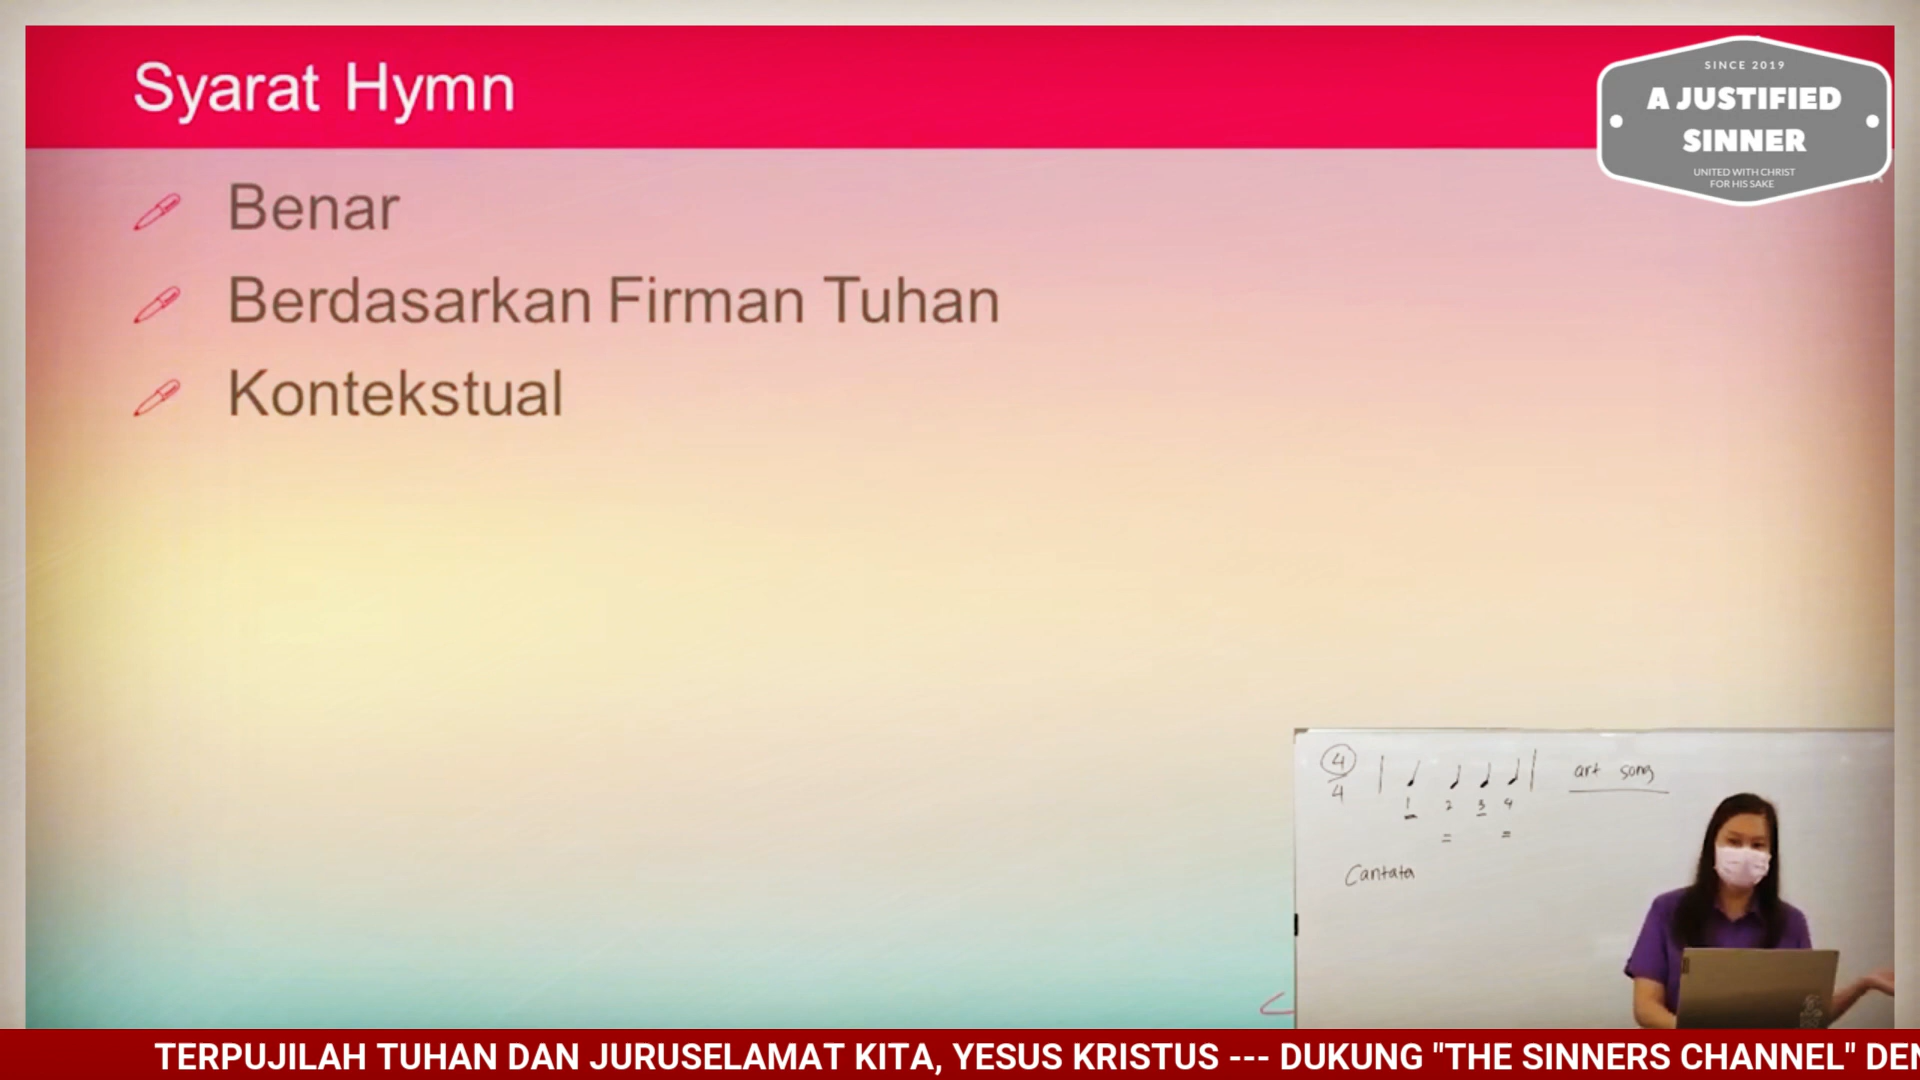 Syarat Hymn
SINCE 2019
A JUSTIFIED
SINNER
UNITED WITH CHRIST
FOR HIS SAKE
Benar
Berdasarkan Firman Tuhan
Kontekstual
4
4
1 2 3 4
= =
art song
Cantata
TERPUJILAH TUHAN DAN JURUSELAMAT KITA, YESUS KRISTUS --- DUKUNG "THE SINNERS CHANNEL" DEN